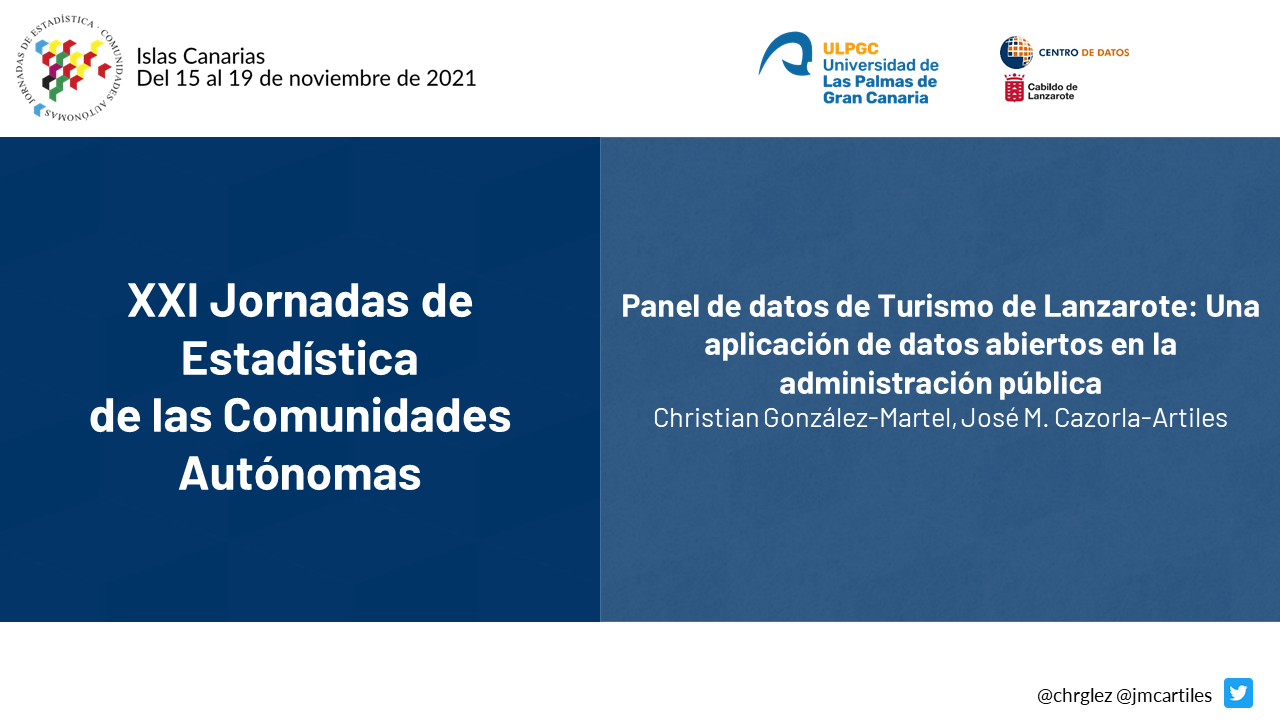 JORNADAS DE ESTADÍSTICA · COMUNIDADES AUTÓNOMAS
Islas Canarias
Del 15 al 19 de noviembre de 2021
ULPGC
Universidad de
Las Palmas de
Gran Canaria
CENTRO DE DATOS
Cabildo de
Lanzarote
XXI Jornadas de
Estadística
de las Comunidades
Autónomas
Panel de datos de Turismo de Lanzarote: Una
aplicación de datos abiertos en la
administración pública
Christian González-Martel, José M. Cazorla-Artiles
@chrglez @jmcartiles